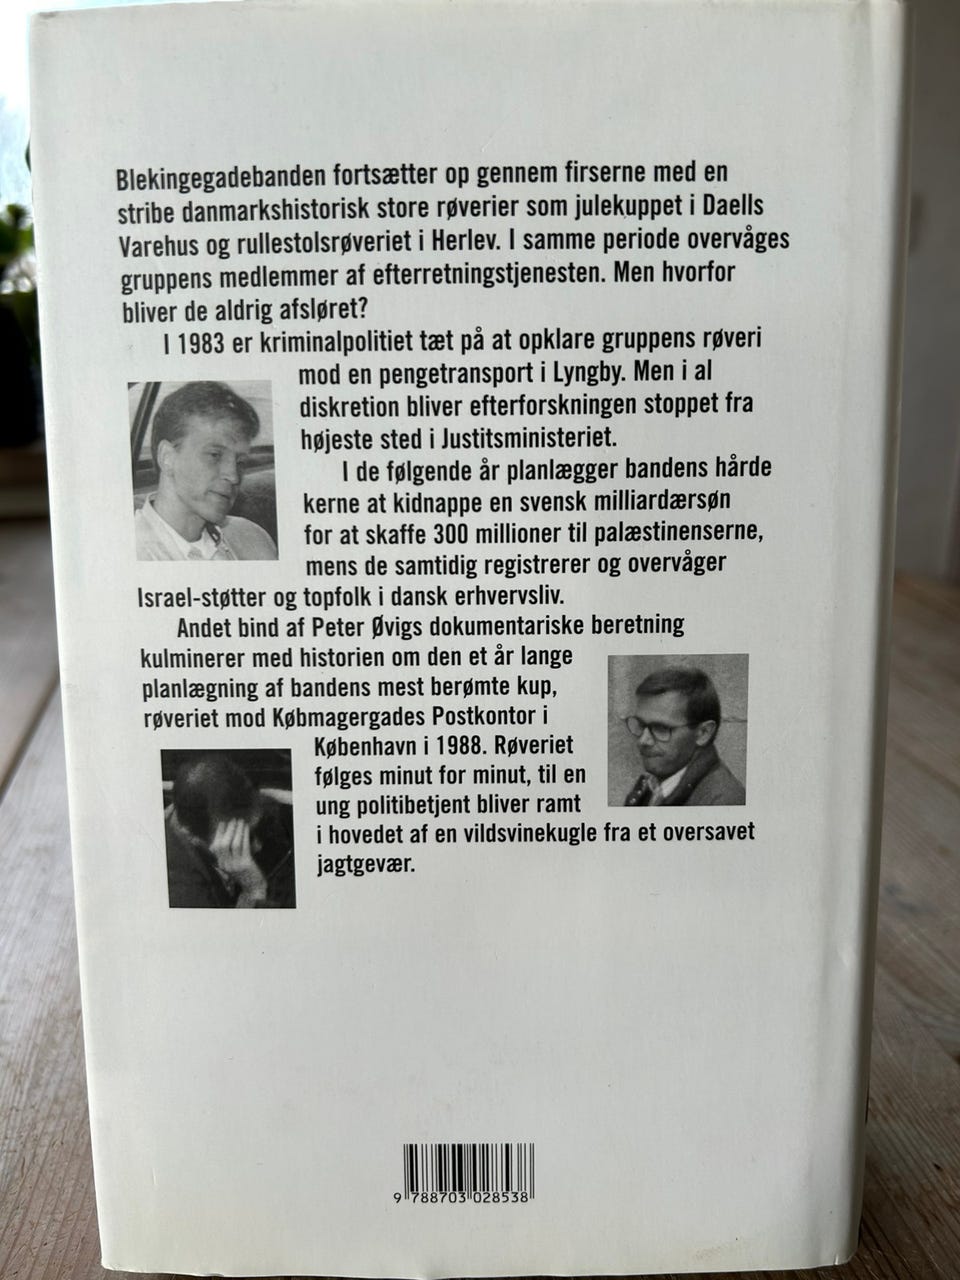 Blekingegadebanden fortsætter op gennem firserne med en
stribe danmarkshistorisk store røverier som julekuppet i Daells
Varehus og rullestolsrøveriet i Herlev. I samme periode overvåges
gruppens medlemmer af efterretningstjenesten. Men hvorfor
bliver de aldrig afsløret?
I 1983 er kriminalpolitiet tæt på at opklare gruppens røveri
mod en pengetransport i Lyngby. Men i al
diskretion bliver efterforskningen stoppet fra
højeste sted i Justitsministeriet.
I de følgende år planlægger bandens hårde
kerne at kidnappe en svensk milliardærsøn
for at skaffe 300 millioner til palæstinenserne,
mens de samtidig registrerer og overvåger
Israel-støtter og topfolk i dansk erhvervsliv.
Andet bind af Peter Øvigs dokumentariske beretning
kulminerer med historien om den et år lange
planlægning af bandens mest berømte kup,
røveriet mod Købmagergades Postkontor i
København i 1988. Røveriet
følges minut for minut, til en
ung politibetjent bliver ramt
i hovedet af en vildsvinekugle fra et oversavet
jagtgevær.
9 788703 028538